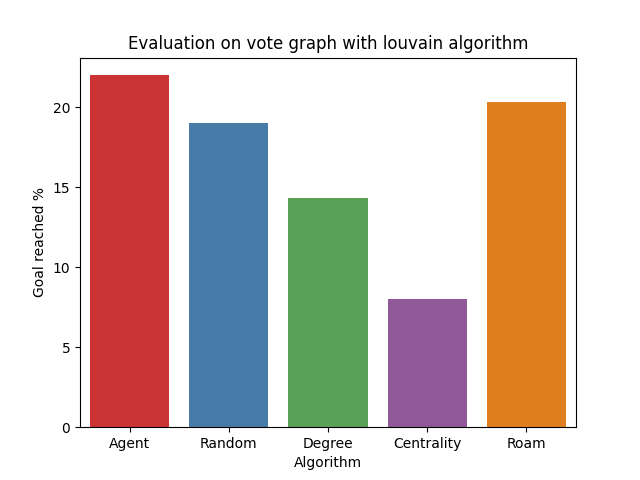 Evaluation on vote graph with louvain algorithm
Goal reached %
20
15
10
5
0
Agent Random Degree Centrality Roam
Algorithm